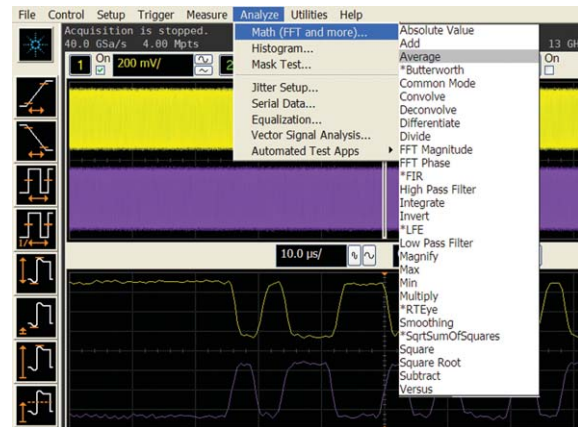 File Control Setup Trigger Measure Analyze Utilities Help
Acquisition is stopped.
40.0 GSa/s 4.00 Mpts
13 GH
1 On 200 mV/ 2
On
Math (FFT and more)...
Histogram...
Mask Test...
Jitter Setup...
Serial Data...
Equalization...
Vector Signal Analysis...
Automated Test Apps
Absolute Value
Add
Average
*Butterworth
Common Mode
Convolve
Deconvolve
Differentiate
Divide
FFT Magnitude
FFT Phase
*FIR
High Pass Filter
Integrate
Invert
*LFE
Low Pass Filter
Magnify
Max
Min
Multiply
*RTEye
Smoothing
*SqrtSumOfSquares
Square
Square Root
Subtract
Versus
1/
10.0 µs/